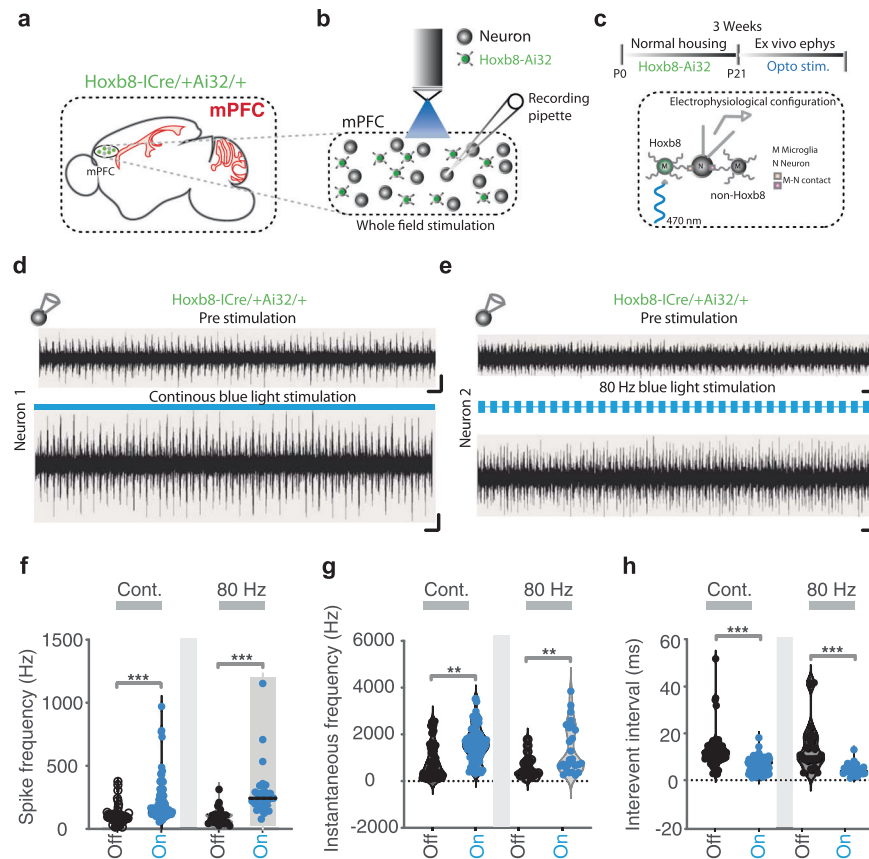 a
Hoxb8-ICre/+Ai32/+
mPFC
mPFC
b
Neuron
Hoxb8-Ai32
mPFC
Recording
pipette
Whole field stimulation
c
3 Weeks
Normal housing
Ex vivo ephys
P0
Hoxb8-Ai32
P21
Opto stim.
Electrophysiological configuration
Hoxb8
M
N
M
M Microglia
N Neuron
M-N contact
non-Hoxb8
470 nm
d
Hoxb8-ICre/+Ai32/+
Pre stimulation
Continous blue light stimulation
Neuron 1
e
Hoxb8-ICre/+Ai32/+
Pre stimulation
80 Hz blue light stimulation
Neuron 2
f
Cont.
80 Hz
Spike frequency (Hz)
1500
1000
500
0
***
***
Off
On
Off
On
g
Cont.
80 Hz
Instantaneous frequency (Hz)
6000
4000
2000
0
-2000
**
**
Off
On
Off
On
h
Cont.
80 Hz
Interevent interval (ms)
60
40
20
0
-20
***
***
Off
On
Off
On